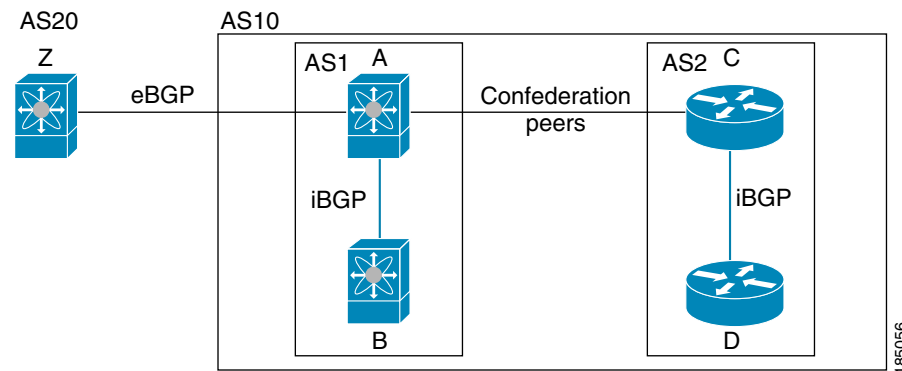 AS20
AS10
Z
AS1
A
AS2
C
eBGP
Confederation
peers
iBGP
iBGP
B
D
185056